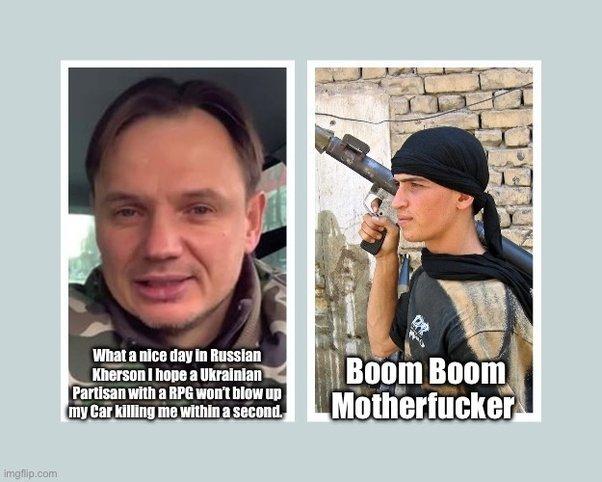 What a nice day in Russian
Kherson I hope a Ukrainian
Partisan with a RPG won't blow up
my Car killing me within a second.
Boom Boom
Motherfucker
imgflip.com